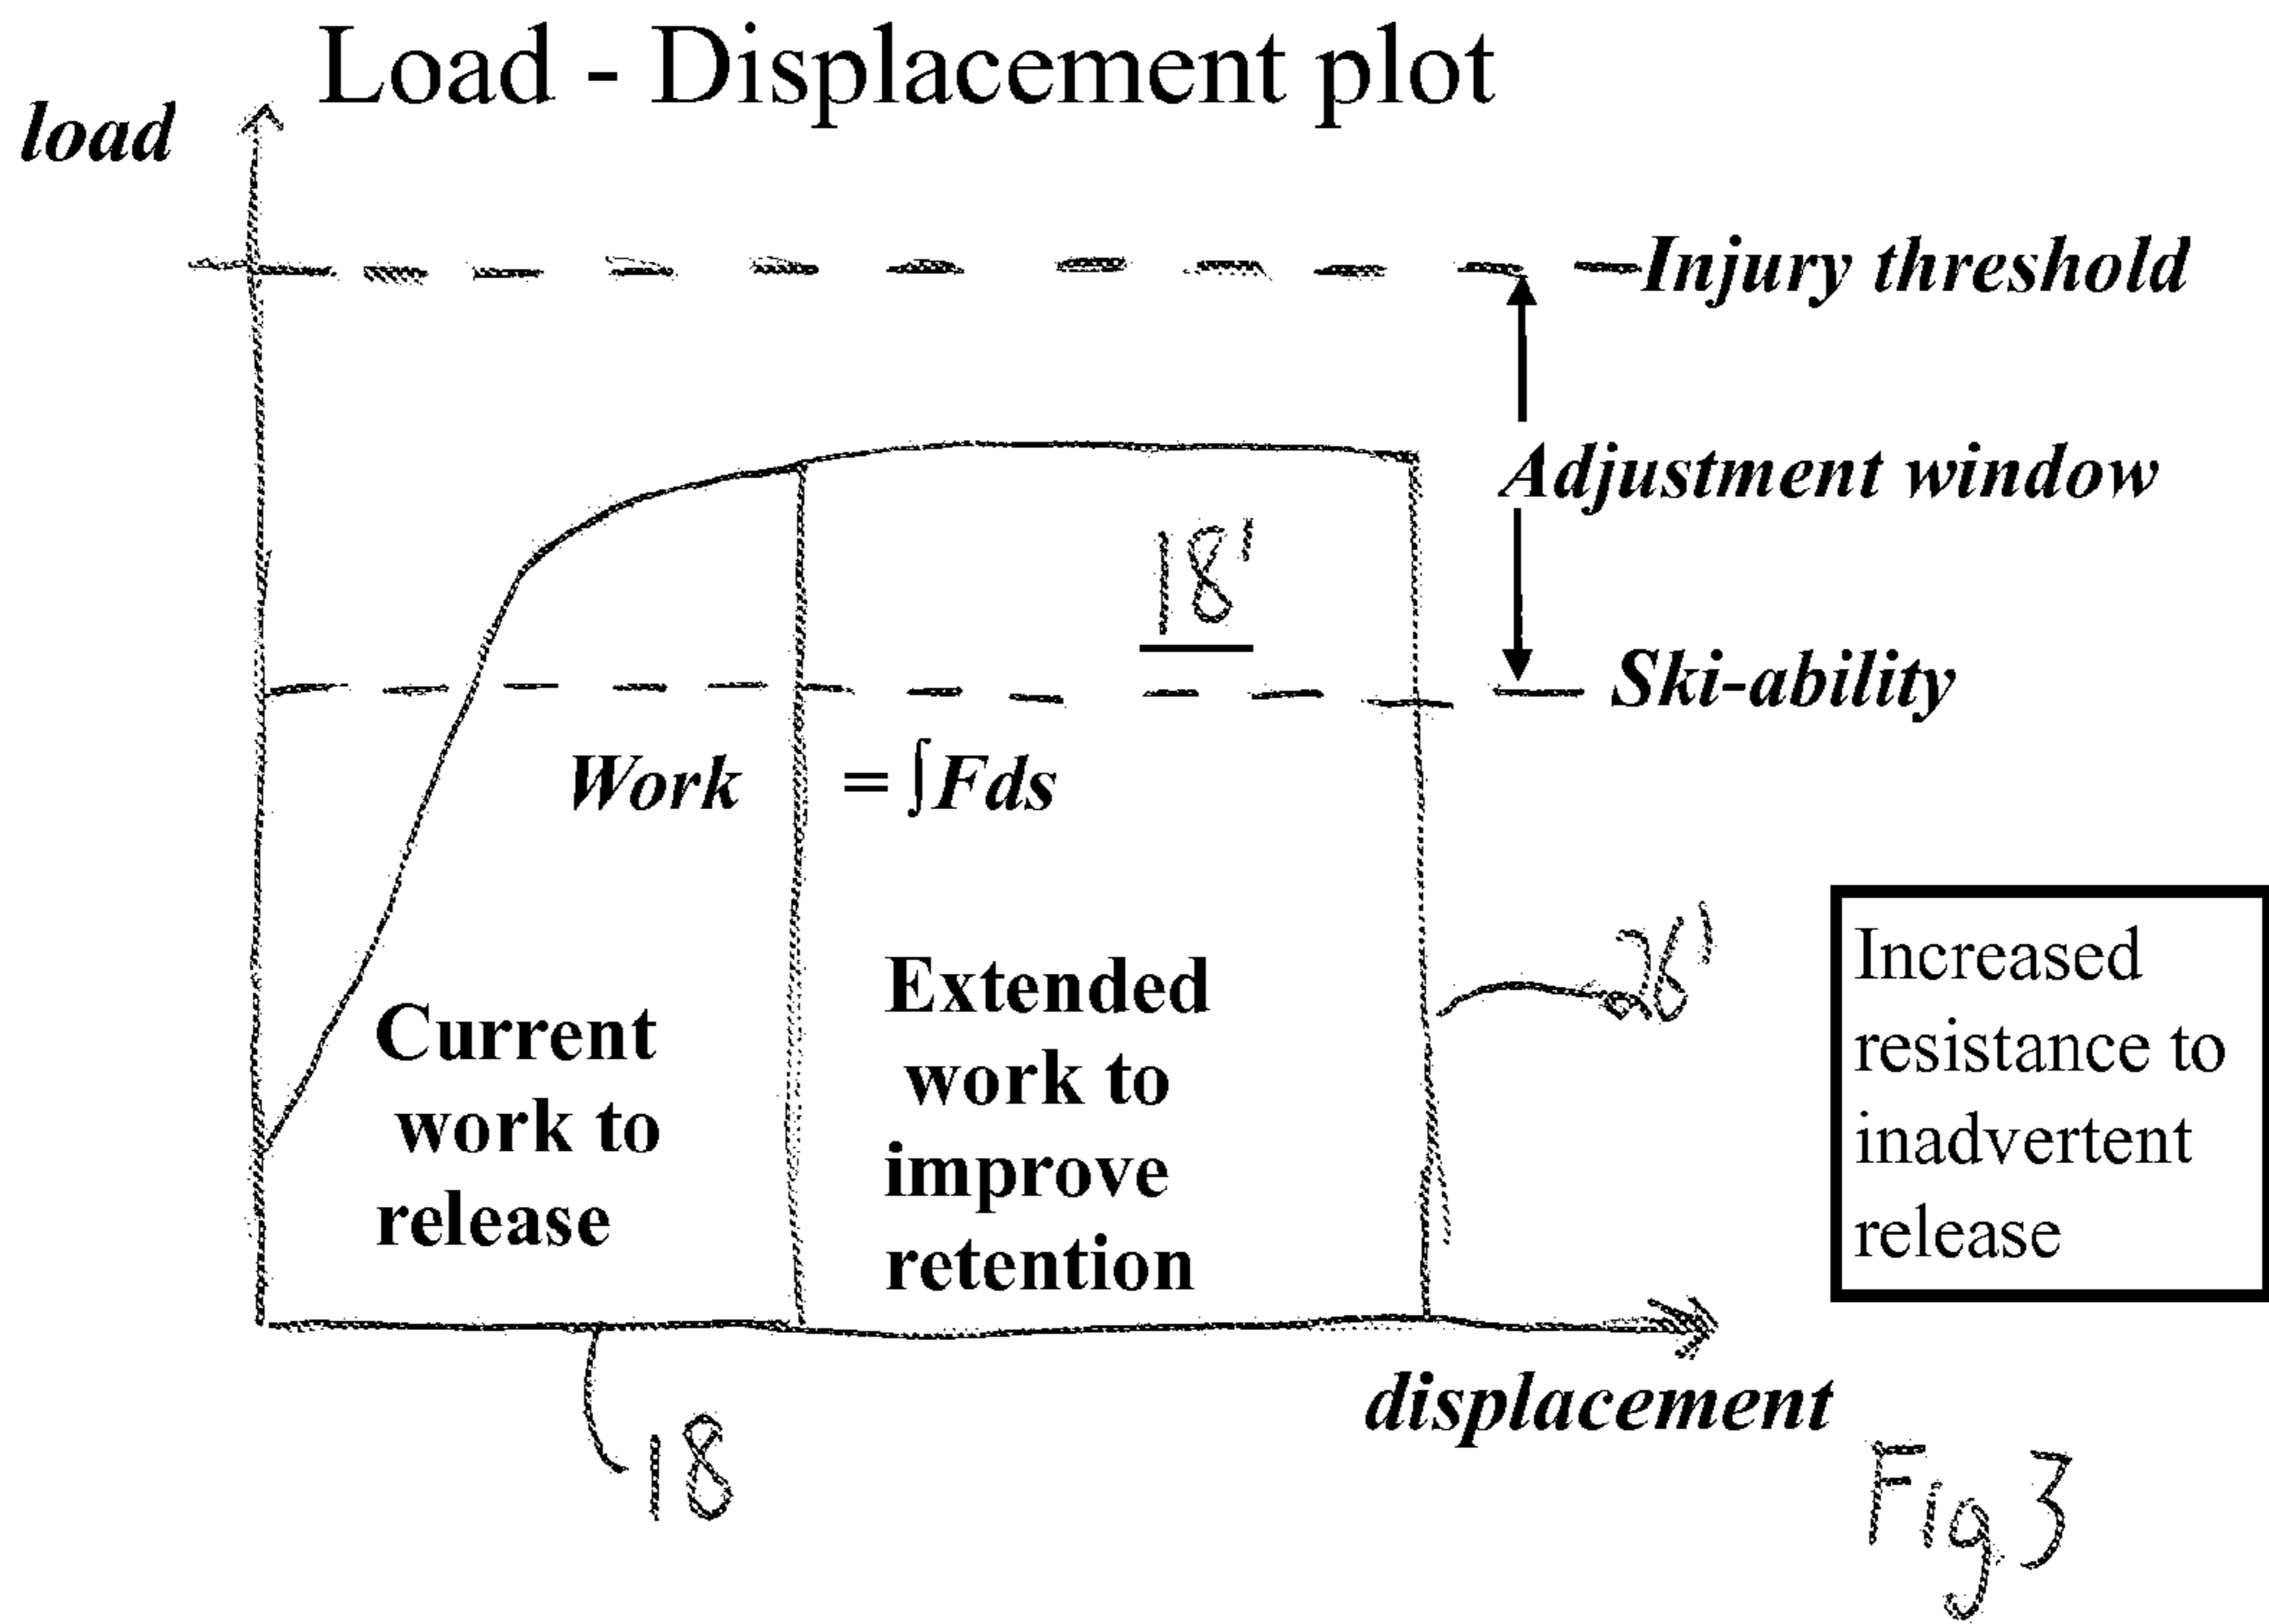 Load - Displacement plot
load
Injury threshold
Adjustment window
18'
Ski-ability
Work = ∫Fds
Current
work to
release
Extended
work to
improve
retention
Increased
resistance to
inadvertent
release
displacement
18
Fig 3